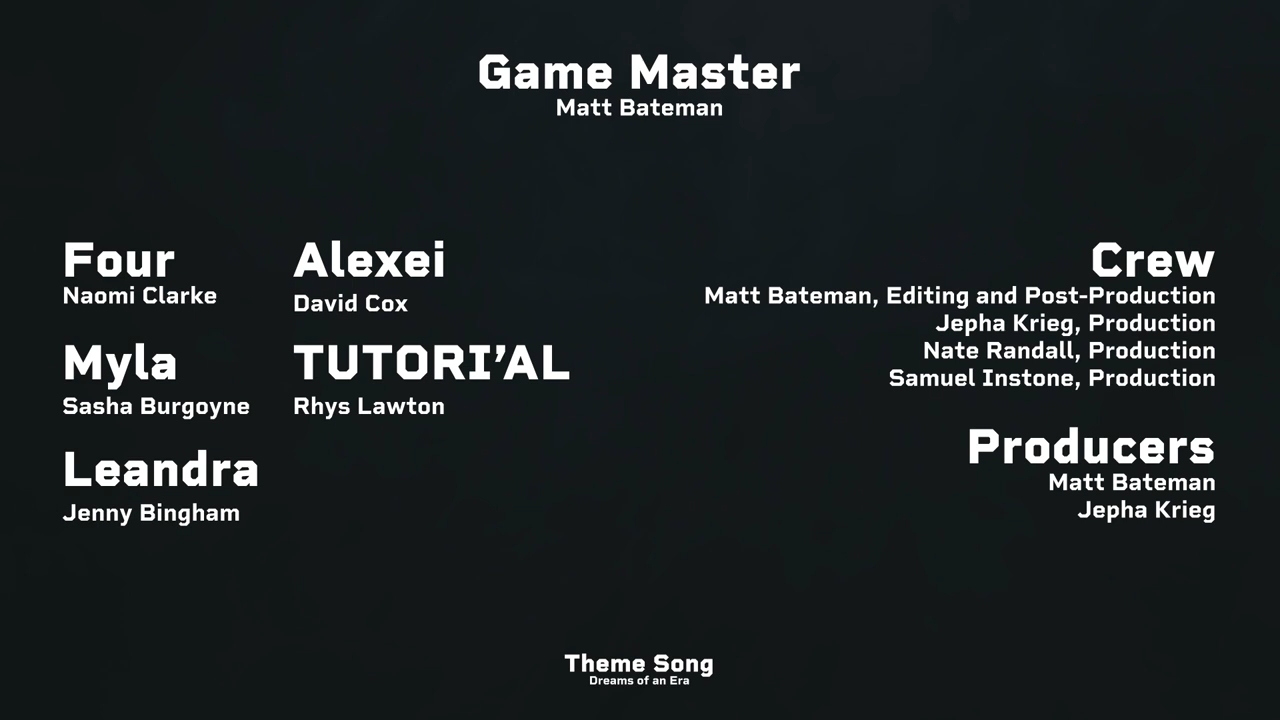 Game Master
Matt Bateman
Four
Naomi Clarke
Myla
Sasha Burgoyne
Leandra
Jenny Bingham
Alexei
David Cox
TUTORI’AL
Rhys Lawton
Crew
Matt Bateman, Editing and Post-Production
Jepha Krieg, Production
Nate Randall, Production
Samuel Instone, Production
Producers
Matt Bateman
Jepha Krieg
Theme Song
Dreams of an Era